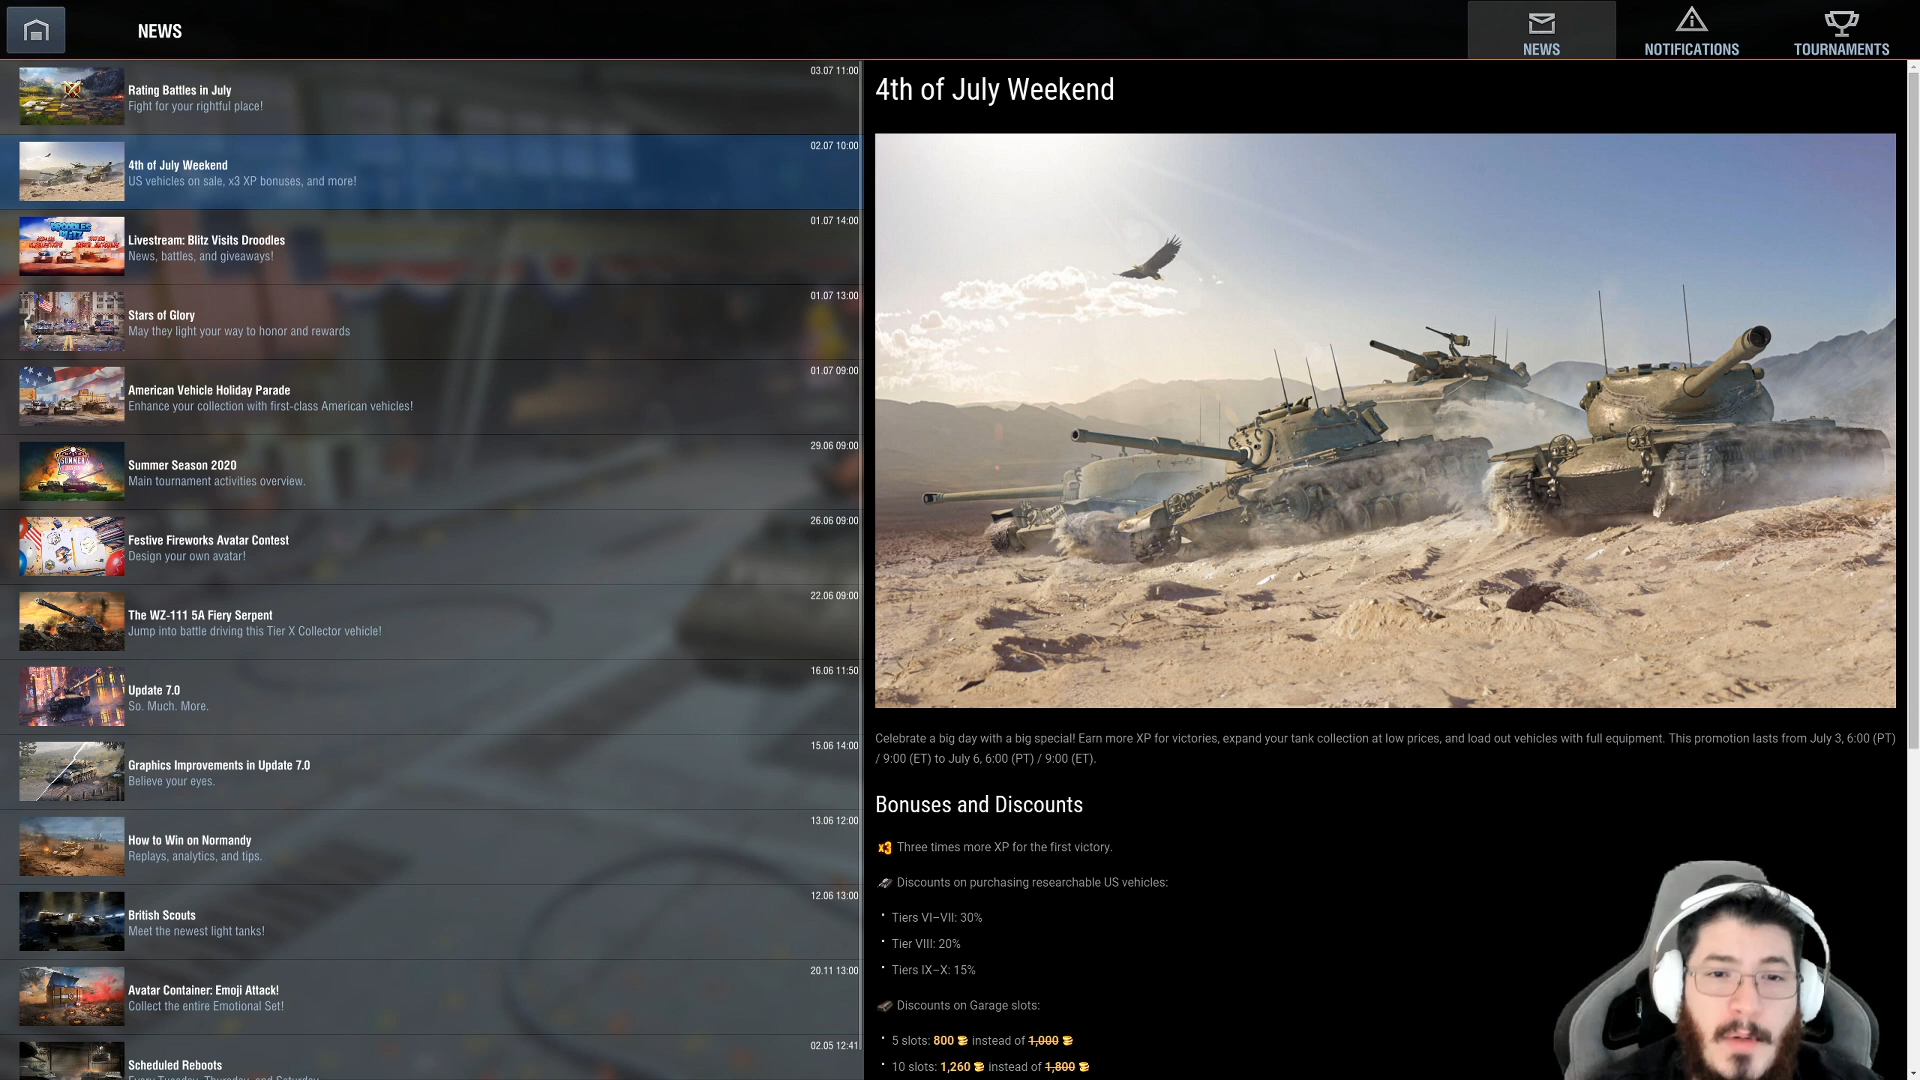 NEWS
NEWS
NOTIFICATIONS
TOURNAMENTS
03.07 11:00
Rating Battles in July
Fight for your rightful place!
02.07 10:00
4th of July Weekend
US vehicles on sale, x3 XP bonuses, and more!
01.07 14:00
DROODLES
BLITZ
Livestream: Blitz Visits Droodles
News, battles, and giveaways!
01.07 13:00
Stars of Glory
May they light your way to honor and rewards
01.07 09:00
American Vehicle Holiday Parade
Enhance your collection with first-class American vehicles!
29.06 09:00
SUMMER
Summer Season 2020
Main tournament activities overview.
26.06 09:00
Festive Fireworks Avatar Contest
Design your own avatar!
22.06 09:00
The WZ-111 5A Fiery Serpent
Jump into battle driving this Tier X Collector vehicle!
16.06 11:50
Update 7.0
So. Much. More.
15.06 14:00
Graphics Improvements in Update 7.0
Believe your eyes.
13.06 12:00
How to Win on Normandy
Replays, analytics, and tips.
12.06 13:00
British Scouts
Meet the newest light tanks!
20.11 13:00
Avatar Container: Emoji Attack!
Collect the entire Emotional Set!
02.05 12:41
Scheduled Reboots
Every Tuesday, Thursday, and Saturday
4th of July Weekend
Celebrate a big day with a big special! Earn more XP for victories, expand your tank collection at low prices, and load out vehicles with full equipment. This promotion lasts from July 3, 6:00 (PT)
/ 9:00 (ET) to July 6, 6:00 (PT) / 9:00 (ET).
Bonuses and Discounts
x3 Three times more XP for the first victory.
Discounts on purchasing researchable US vehicles:
• Tiers VI–VII: 30%
• Tier VIII: 20%
• Tiers IX–X: 15%
Discounts on Garage slots:
• 5 slots: 800 instead of 1,000
• 10 slots: 1,260 instead of 1,800